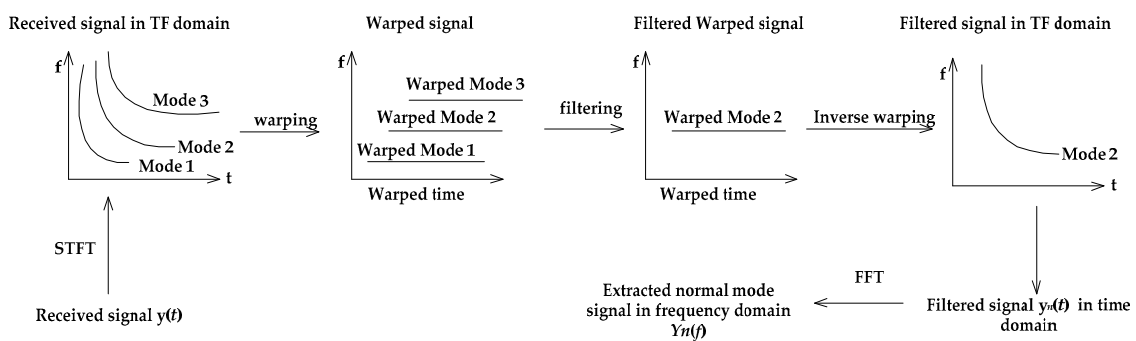 Received signal in TF domain
Warped signal
Filtered Warped signal
Filtered signal in TF domain
f
Mode 3
Mode 2
Mode 1
t
warping
f
Warped Mode 3
Warped Mode 2
Warped Mode 1
Warped time
filtering
f
Warped Mode 2
Warped time
Inverse warping
f
Mode 2
t
STFT
Received signal y(t)
FFT
Extracted normal mode
signal in frequency domain
Yn(f)
Filtered signal yn(t) in time
domain